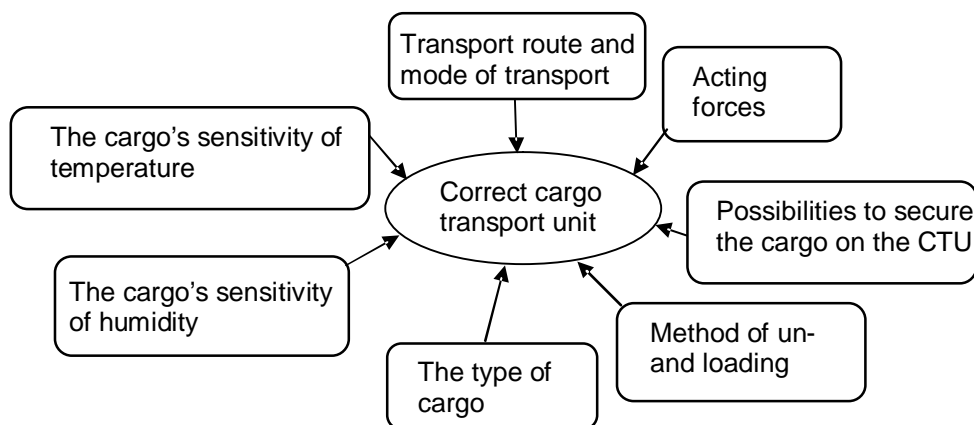 Transport route and
mode of transport
Acting
forces
The cargo’s sensitivity of
temperature
Correct cargo
transport unit
Possibilities to secure
the cargo on the CTU
The cargo’s sensitivity
of humidity
Method of un-
and loading
The type of
cargo